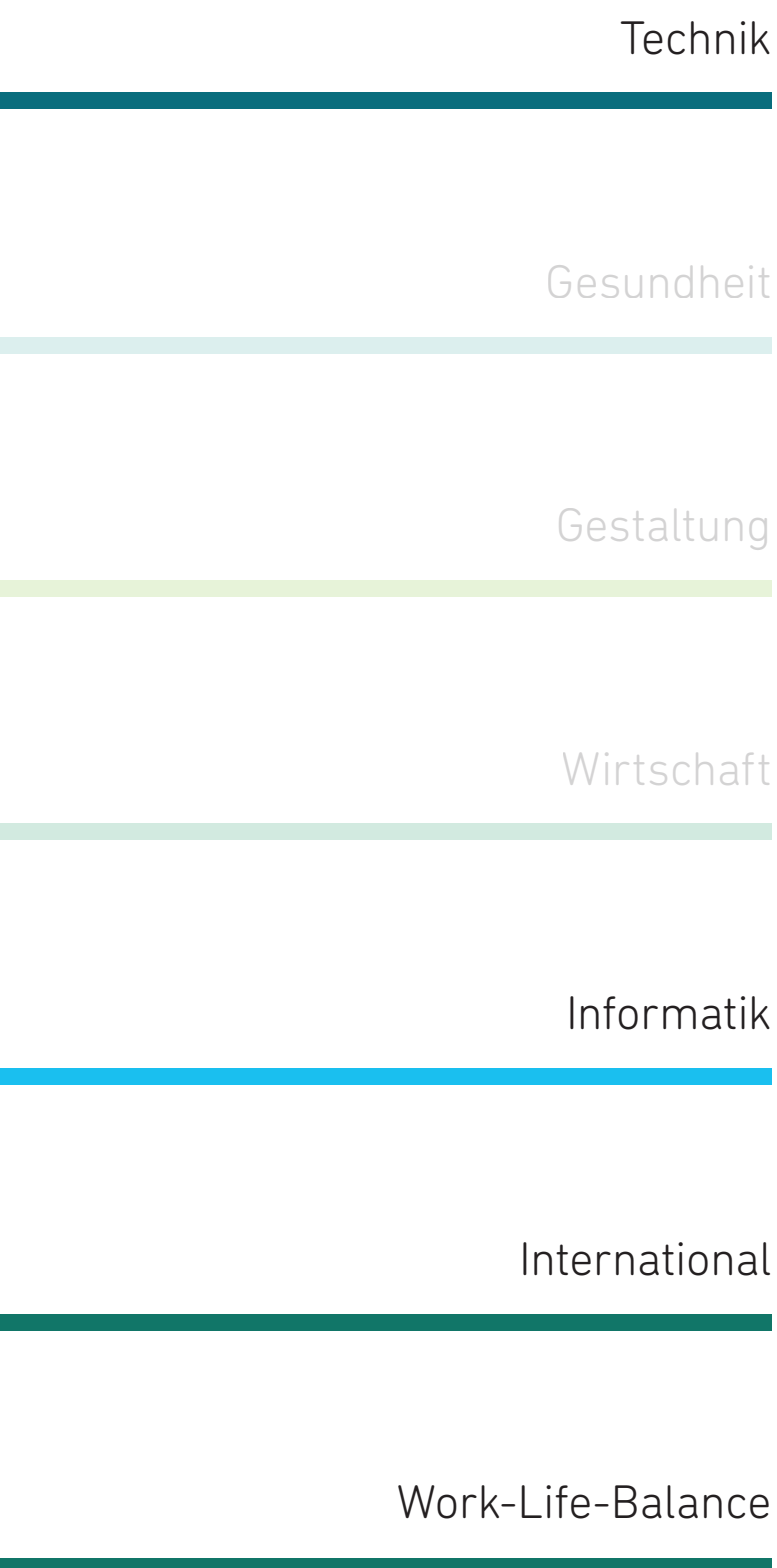 Technik
Gesundheit
Gestaltung
Wirtschaft
Informatik
International
Work-Life-Balance